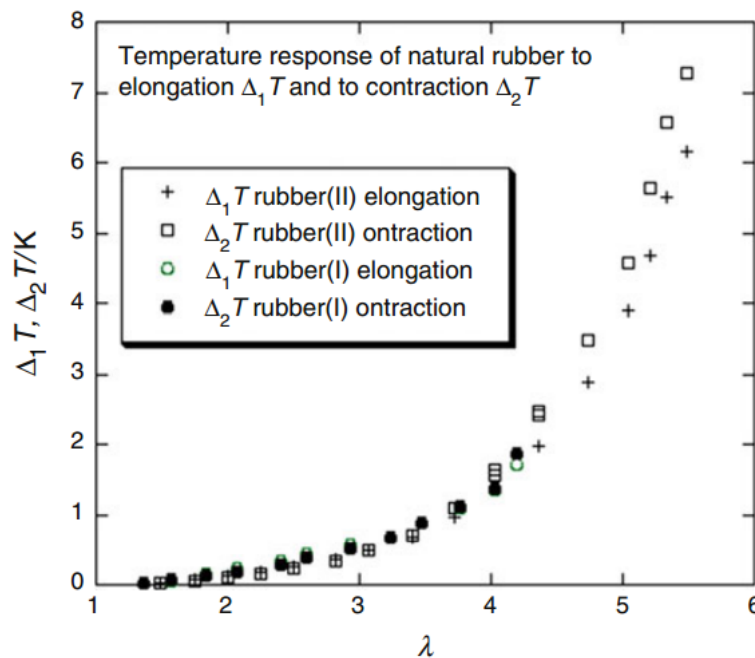 Temperature response of natural rubber to
elongation Δ₁T and to contraction Δ₂T
Δ₁T rubber(II) elongation
Δ₂T rubber(II) ontraction
Δ₁T rubber(I) elongation
Δ₂T rubber(I) ontraction
Δ₁T, Δ₂T/K
8
7
6
5
4
3
2
1
0
1 2 3 4 5 6
λ